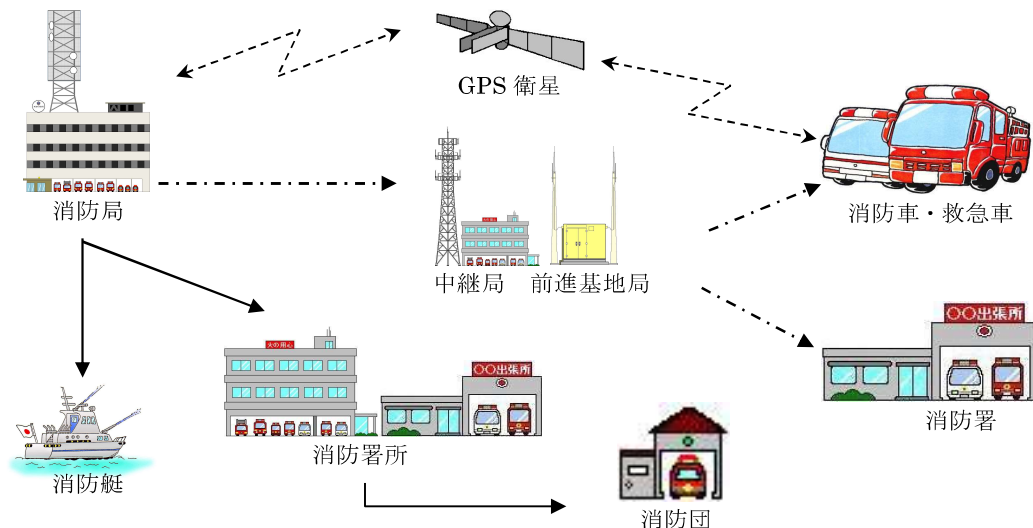 GPS 衛星
消防局
消防車・救急車
中継局
前進基地局
〇〇出張所
火の用心
〇〇出張所
消防署
消防署所
消防艇
消防団